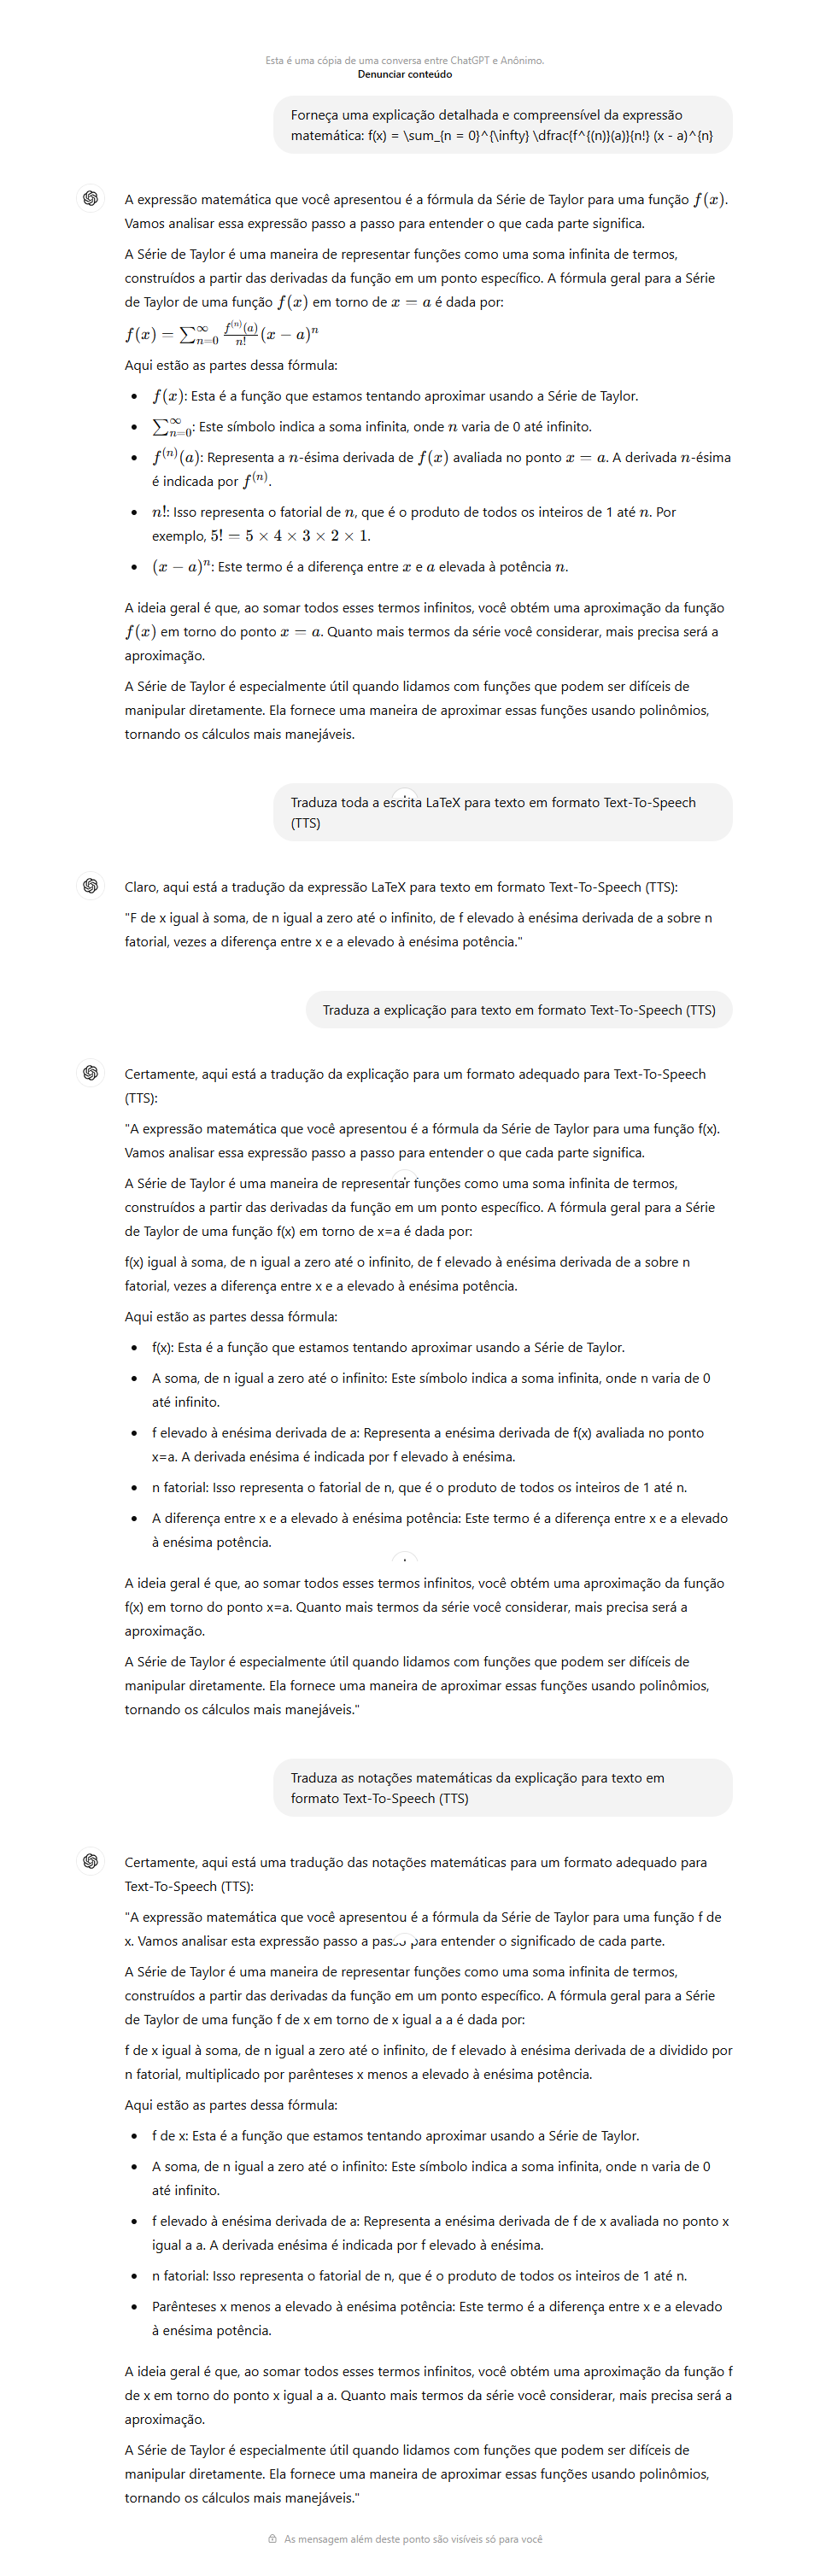 Esta é uma cópia de uma conversa entre ChatGPT e Anônimo.
Denunciar conteúdo
Forneça uma explicação detalhada e compreensível da expressão
matemática: f(x) = \sum_{n = 0}^{\infty} \dfrac{f^{(n)}(a)}{n!} (x - a)^{n}
A expressão matemática que você apresentou é a fórmula da Série de Taylor para uma função f(x).
Vamos analisar essa expressão passo a passo para entender o que cada parte significa.
A Série de Taylor é uma maneira de representar funções como uma soma infinita de termos,
construídos a partir das derivadas da função em um ponto específico. A fórmula geral para a Série
de Taylor de uma função f(x) em torno de x = a é dada por:
f(x) = ∑_{n=0}^{∞} \frac{f^{(n)}(a)}{n!} (x − a)^n
Aqui estão as partes dessa fórmula:
• f(x): Esta é a função que estamos tentando aproximar usando a Série de Taylor.
• ∑_{n=0}^{∞}: Este símbolo indica a soma infinita, onde n varia de 0 até infinito.
• f^{(n)}(a): Representa a n-ésima derivada de f(x) avaliada no ponto x = a. A derivada n-ésima
é indicada por f^{(n)}.
• n!: Isso representa o fatorial de n, que é o produto de todos os inteiros de 1 até n. Por
exemplo, 5! = 5 × 4 × 3 × 2 × 1.
• (x − a)^n: Este termo é a diferença entre x e a elevada à potência n.
A ideia geral é que, ao somar todos esses termos infinitos, você obtém uma aproximação da função
f(x) em torno do ponto x = a. Quanto mais termos da série você considerar, mais precisa será a
aproximação.
A Série de Taylor é especialmente útil quando lidamos com funções que podem ser difíceis de
manipular diretamente. Ela fornece uma maneira de aproximar essas funções usando polinômios,
tornando os cálculos mais manejáveis.
Traduza toda a escrita LaTeX para texto em formato Text-To-Speech
(TTS)
Claro, aqui está a tradução da expressão LaTeX para texto em formato Text-To-Speech (TTS):
"F de x igual à soma, de n igual a zero até o infinito, de f elevado à enésima derivada de a sobre n
fatorial, vezes a diferença entre x e a elevado à enésima potência."
Traduza a explicação para texto em formato Text-To-Speech (TTS)
Certamente, aqui está a tradução da explicação para um formato adequado para Text-To-Speech
(TTS):
"A expressão matemática que você apresentou é a fórmula da Série de Taylor para uma função f(x).
Vamos analisar essa expressão passo a passo para entender o que cada parte significa.
A Série de Taylor é uma maneira de representar funções como uma soma infinita de termos,
construídos a partir das derivadas da função em um ponto específico. A fórmula geral para a Série
de Taylor de uma função f(x) em torno de x=a é dada por:
f(x) igual à soma, de n igual a zero até o infinito, de f elevado à enésima derivada de a sobre n
fatorial, vezes a diferença entre x e a elevado à enésima potência.
Aqui estão as partes dessa fórmula:
• f(x): Esta é a função que estamos tentando aproximar usando a Série de Taylor.
• A soma, de n igual a zero até o infinito: Este símbolo indica a soma infinita, onde n varia de 0
até infinito.
• f elevado à enésima derivada de a: Representa a enésima derivada de f(x) avaliada no ponto
x=a. A derivada enésima é indicada por f elevado à enésima.
• n fatorial: Isso representa o fatorial de n, que é o produto de todos os inteiros de 1 até n.
• A diferença entre x e a elevado à enésima potência: Este termo é a diferença entre x e a elevado
à enésima potência.
A ideia geral é que, ao somar todos esses termos infinitos, você obtém uma aproximação da função
f(x) em torno do ponto x=a. Quanto mais termos da série você considerar, mais precisa será a
aproximação.
A Série de Taylor é especialmente útil quando lidamos com funções que podem ser difíceis de
manipular diretamente. Ela fornece uma maneira de aproximar essas funções usando polinômios,
tornando os cálculos mais manejáveis."
Traduza as notações matemáticas da explicação para texto em
formato Text-To-Speech (TTS)
Certamente, aqui está uma tradução das notações matemáticas para um formato adequado para
Text-To-Speech (TTS):
"A expressão matemática que você apresentou é a fórmula da Série de Taylor para uma função f de
x. Vamos analisar esta expressão passo a passo para entender o significado de cada parte.
A Série de Taylor é uma maneira de representar funções como uma soma infinita de termos,
construídos a partir das derivadas da função em um ponto específico. A fórmula geral para a Série
de Taylor de uma função f de x em torno de x igual a a é dada por:
f de x igual à soma, de n igual a zero até o infinito, de f elevado à enésima derivada de a dividido por
n fatorial, multiplicado por parênteses x menos a elevado à enésima potência.
Aqui estão as partes dessa fórmula:
• f de x: Esta é a função que estamos tentando aproximar usando a Série de Taylor.
• A soma, de n igual a zero até o infinito: Este símbolo indica a soma infinita, onde n varia de 0
até infinito.
• f elevado à enésima derivada de a: Representa a enésima derivada de f de x avaliada no ponto x
igual a a. A derivada enésima é indicada por f elevado à enésima.
• n fatorial: Isso representa o fatorial de n, que é o produto de todos os inteiros de 1 até n.
• Parênteses x menos a elevado à enésima potência: Este termo é a diferença entre x e a elevado
à enésima potência.
A ideia geral é que, ao somar todos esses termos infinitos, você obtém uma aproximação da função f
de x em torno do ponto x igual a a. Quanto mais termos da série você considerar, mais precisa será a
aproximação.
A Série de Taylor é especialmente útil quando lidamos com funções que podem ser difíceis de
manipular diretamente. Ela fornece uma maneira de aproximar essas funções usando polinômios,
tornando os cálculos mais manejáveis."
As mensagem além deste ponto são visíveis só para você